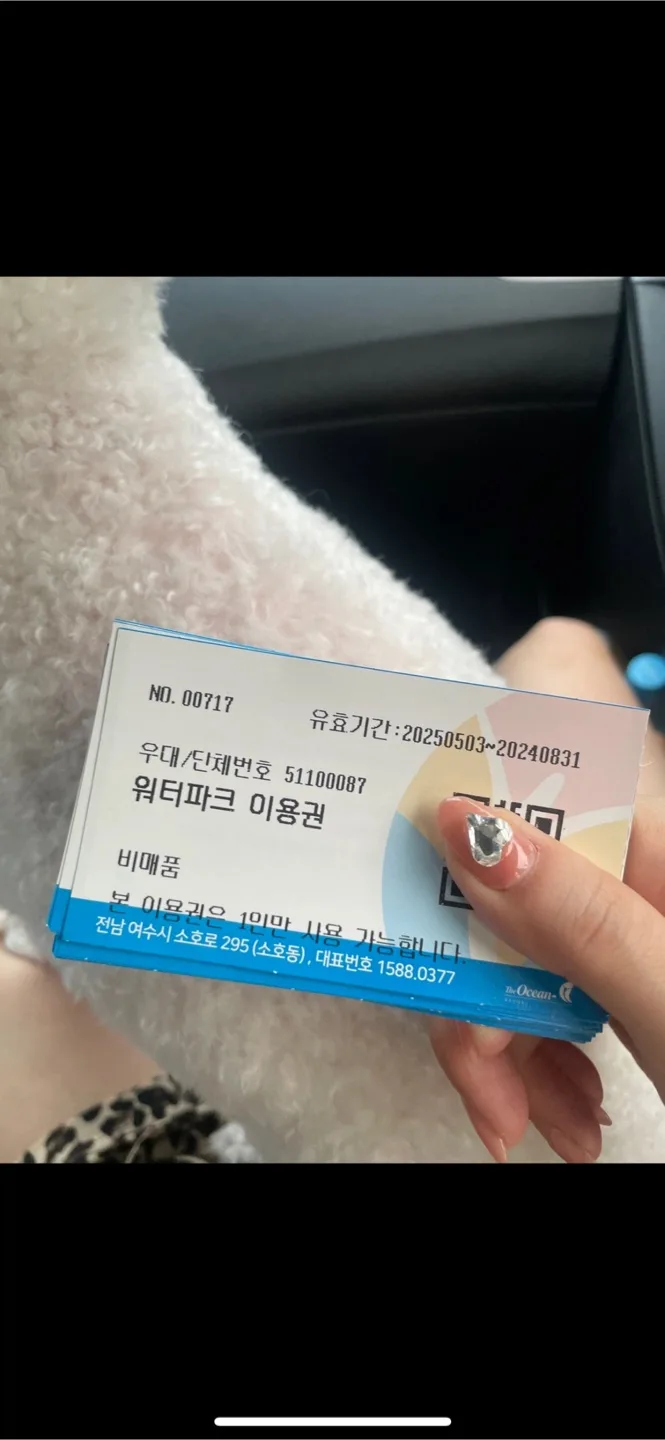 NO. 00717
유효기간:20250503~20240831
우대/단체번호 51100087
워터파크 이용권
비매품
본 이용권은 1인만 사용 가능합니다.
전남 여수시 소호로 295 (소호동) , 대표번호 1588.0377
The Ocean